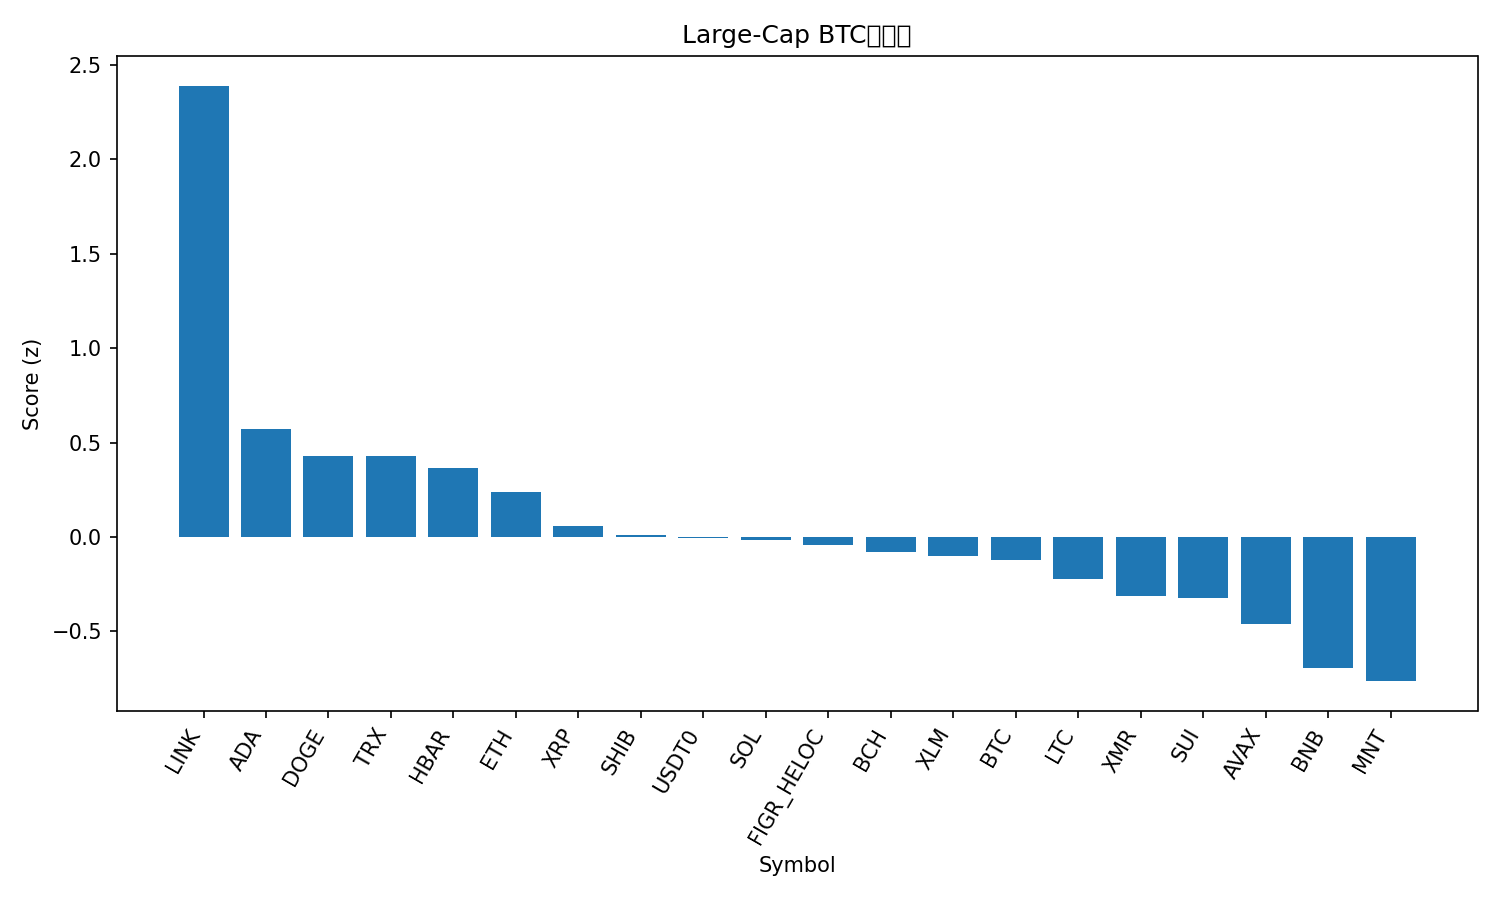 Large-Cap BTC
2.5
2.0
1.5
1.0
0.5
0.0
−0.5
Score (z)
LINK
ADA
DOGE
TRX
HBAR
ETH
XRP
SHIB
USDT0
SOL
FIGR_HELOC
BCH
XLM
BTC
LTC
XMR
SUI
AVAX
BNB
MNT
Symbol